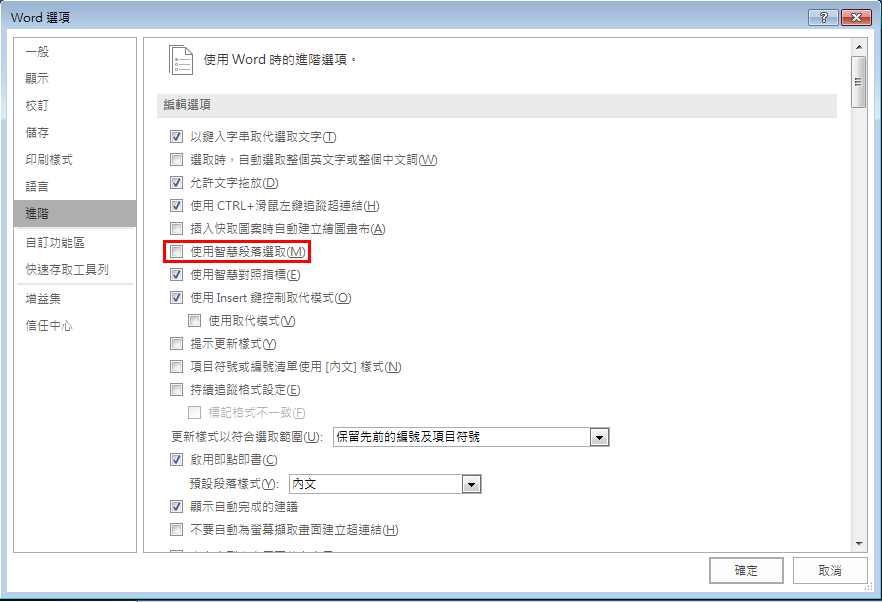 Word 選項
一般
顯示
校訂
儲存
印刷樣式
語言
進階
自訂功能區
快速存取工具列
增益集
信任中心
使用 Word 時的進階選項。
編輯選項
以鍵入字串取代選取文字(T)
選取時，自動選取整個英文字或整個中文詞(W)
允許文字拖放(D)
使用 CTRL+滑鼠左鍵追蹤超連結(H)
插入快取圖案時自動建立繪圖畫布(A)
使用智慧段落選取(M)
使用智慧對照指標(E)
使用 Insert 鍵控制取代模式(O)
使用取代模式(V)
提示更新樣式(Y)
項目符號或編號清單使用 [內文] 樣式(N)
持續追蹤格式設定(E)
標記格式不一致(F)
更新樣式以符合選取範圍(U): 保留先前的編號及項目符號
啟用即點即書(C)
預設段落樣式(Y): 內文
顯示自動完成的建議
不要自動為螢幕擷取畫面建立超連結(H)
確定 取消